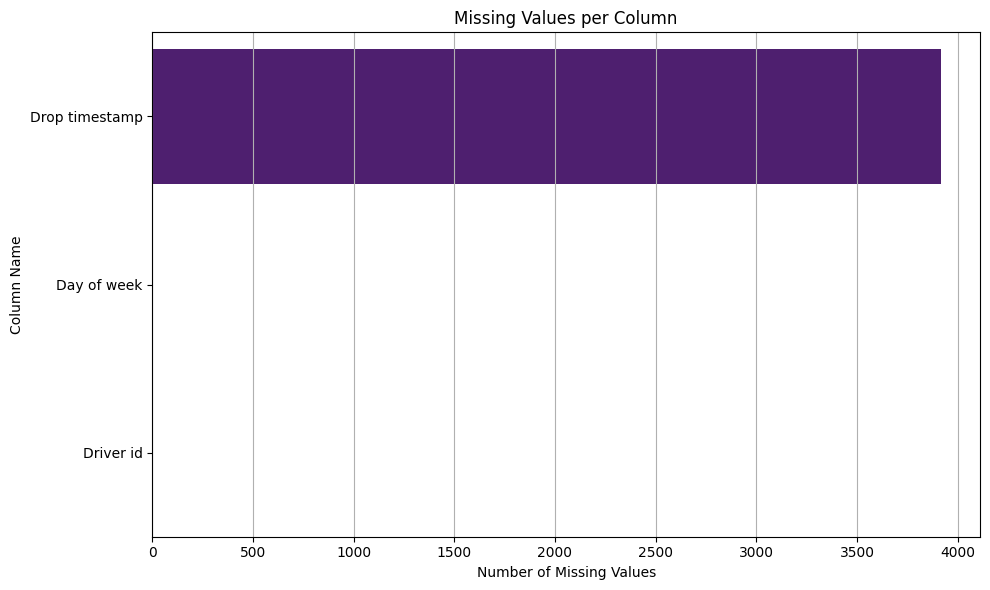 Missing Values per Column
Drop timestamp
Day of week
Driver id
Column Name
0 500 1000 1500 2000 2500 3000 3500 4000
Number of Missing Values